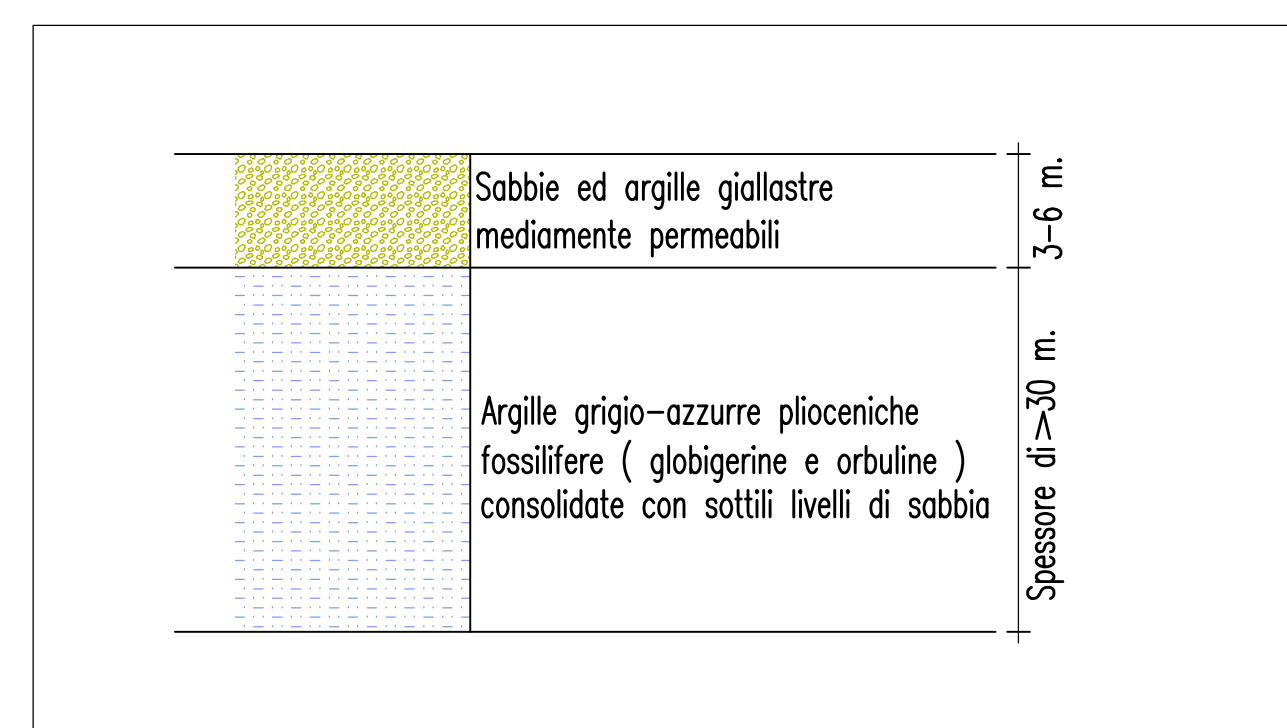 Sabbie ed argille giallastre
mediamente permeabili
3-6 m.
Argille grigio-azzurre plioceniche
fossilifere ( globigerine e orbuline )
consolidate con sottili livelli di sabbia
Spessore di >30 m.